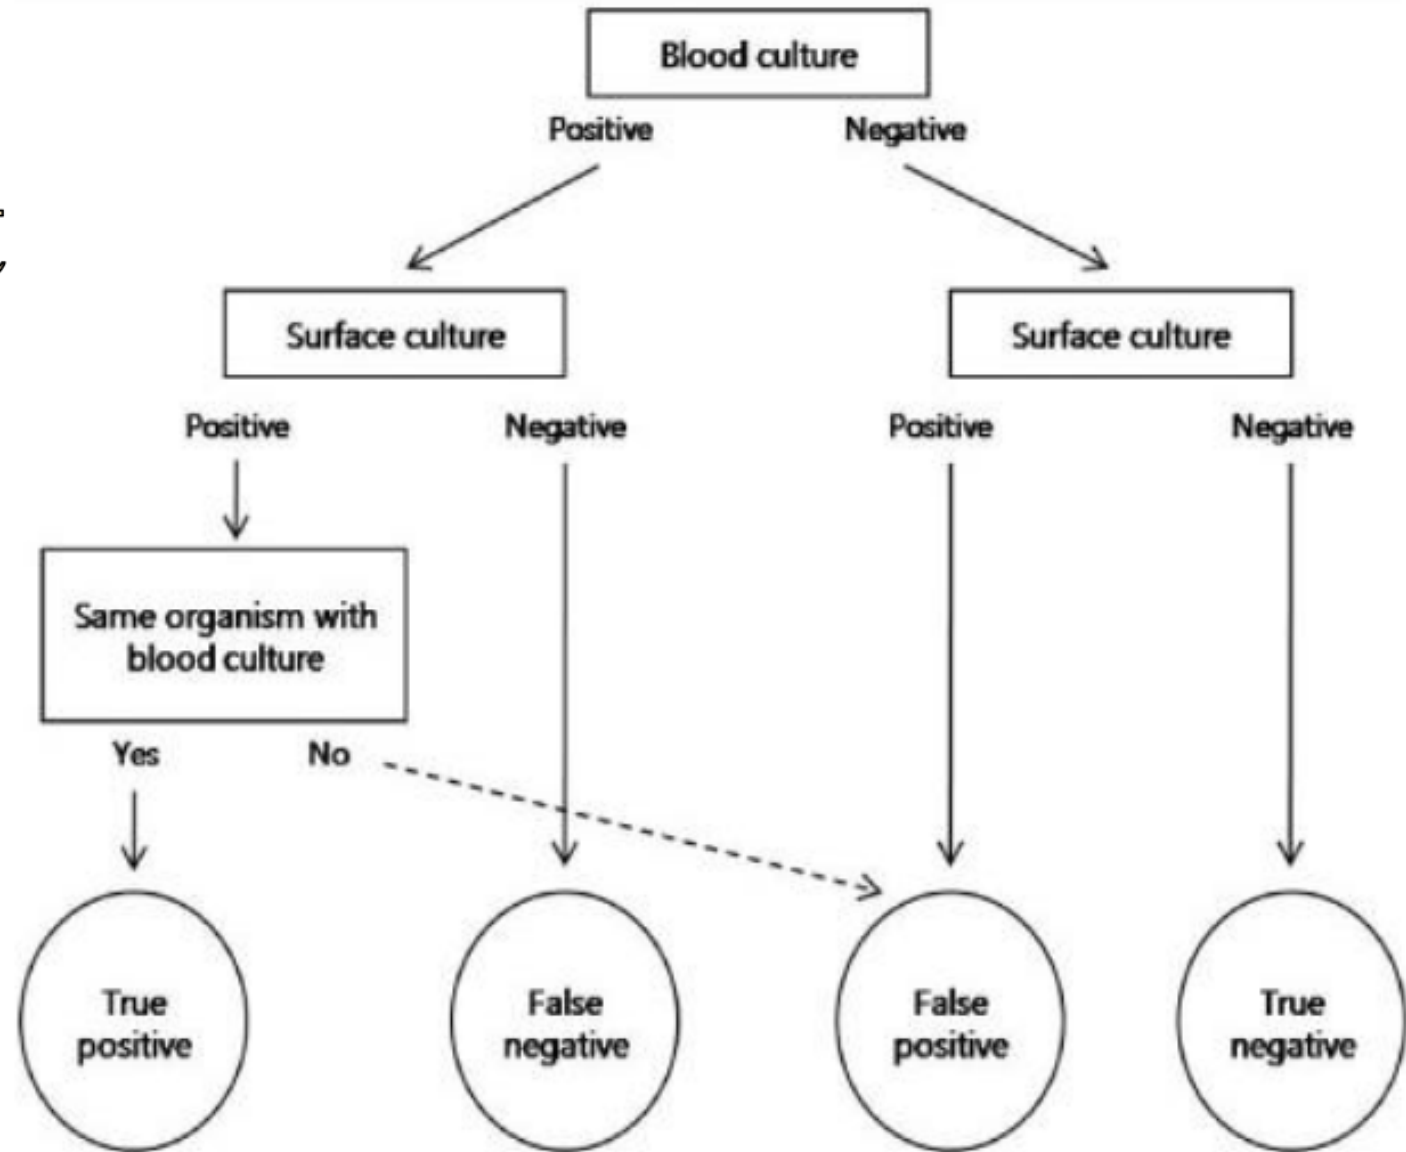 Blood culture
Positive
Negative
Surface culture
Surface culture
Positive
Negative
Positive
Negative
Same organism with
blood culture
Yes
No
True
positive
False
negative
False
positive
True
negative